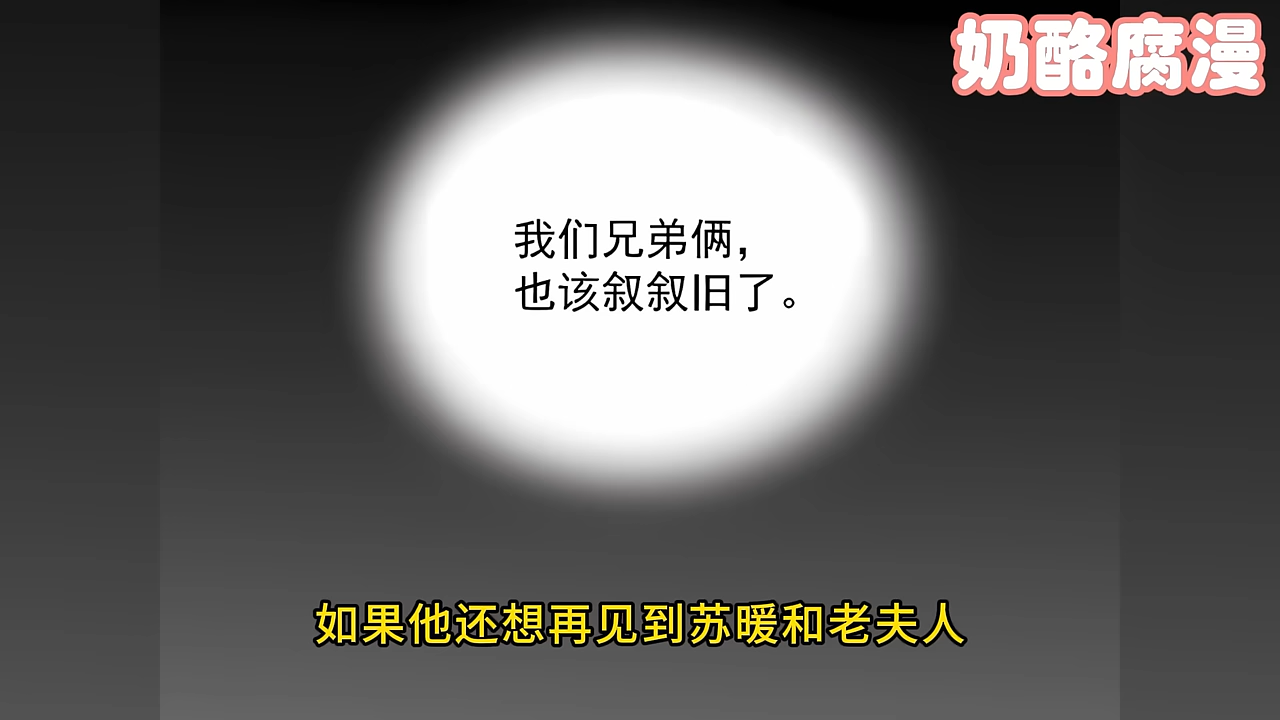 奶酪腐漫
我们兄弟俩，
也该叙叙旧了。
如果他还想再见到苏暖和老夫人